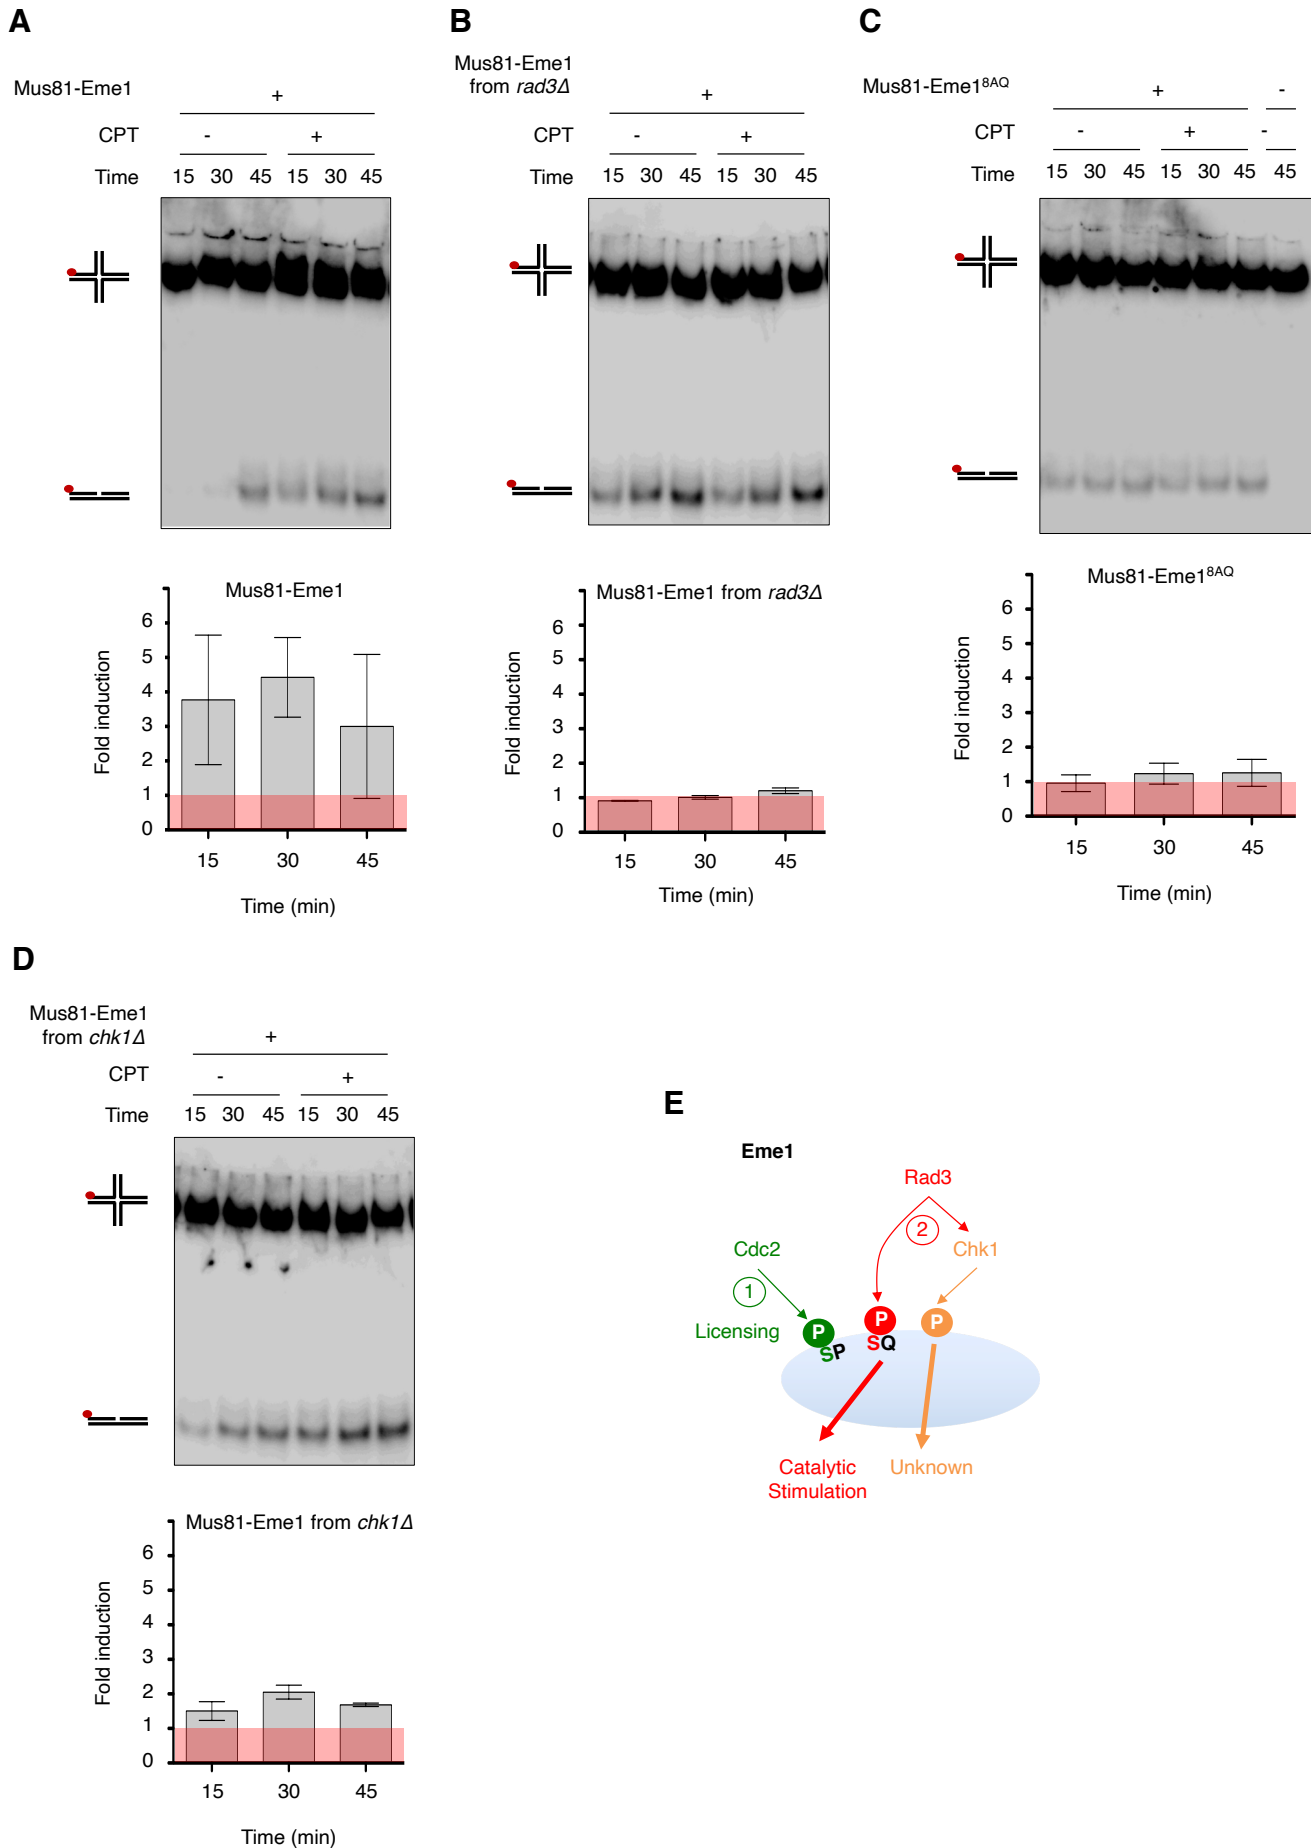 A
Mus81-Eme1
+
CPT
- +
Time 15 30 45 15 30 45
Mus81-Eme1
Fold induction
6
5
4
3
2
1
0
15 30 45
Time (min)
B
Mus81-Eme1
from rad3Δ
+
CPT
- +
Time 15 30 45 15 30 45
Mus81-Eme1 from rad3Δ
Fold induction
6
5
4
3
2
1
0
15 30 45
Time (min)
C
Mus81-Eme1⁸ᴬQ
+ -
CPT
- + -
Time 15 30 45 15 30 45 45
Mus81-Eme1⁸ᴬQ
Fold induction
6
5
4
3
2
1
0
15 30 45
Time (min)
D
Mus81-Eme1
from chk1Δ
+
CPT
- +
Time 15 30 45 15 30 45
Mus81-Eme1 from chk1Δ
Fold induction
6
5
4
3
2
1
0
15 30 45
Time (min)
E
Eme1
Rad3
2
Cdc2 Chk1
1
Licensing
P P P
SP SQ
Catalytic
Stimulation
Unknown